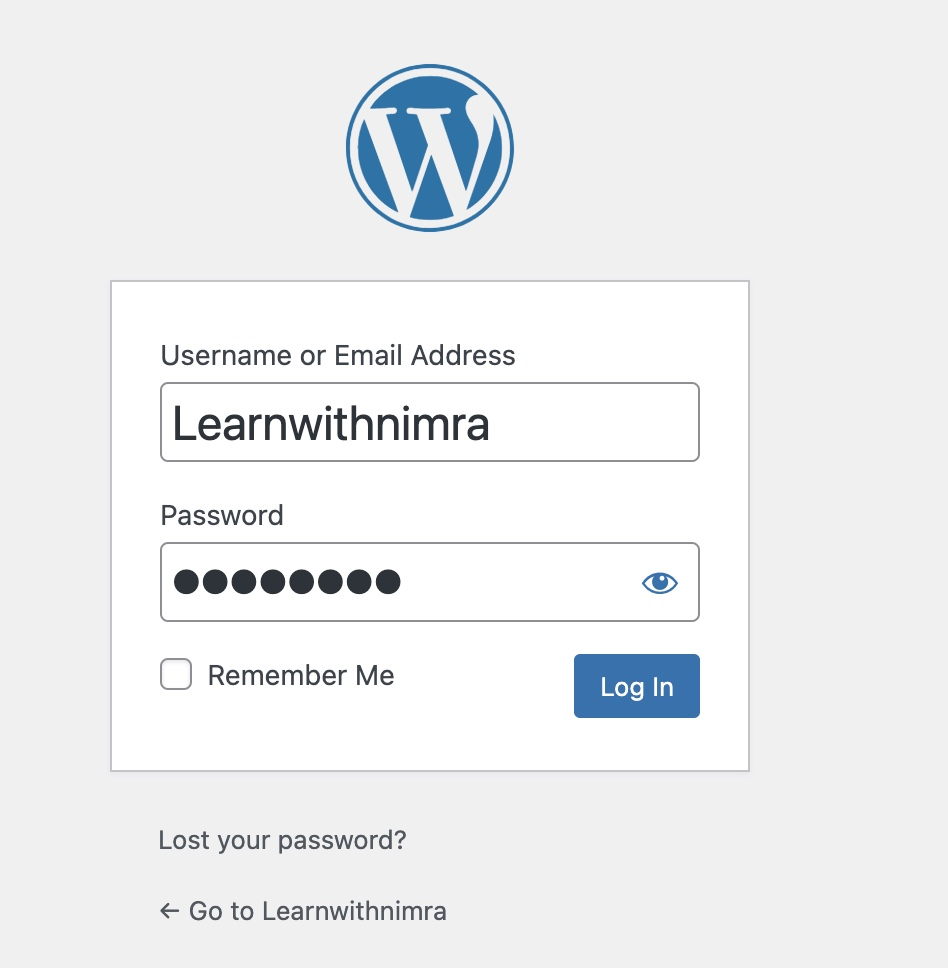 Username or Email Address
Learnwithnimra
Password
●●●●●●●●
Remember Me
Log In
Lost your password?
← Go to Learnwithnimra